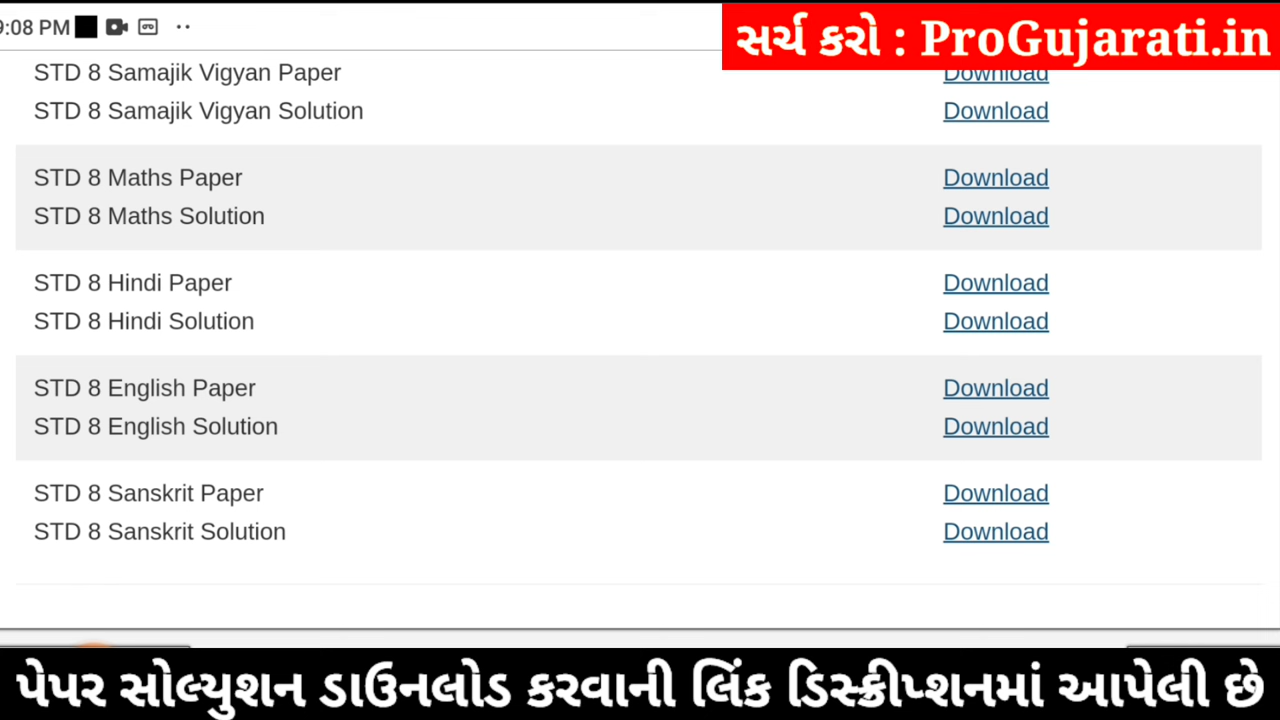 9:08 PM
સર્ચ કરો : ProGujarati.in
STD 8 Samajik Vigyan Paper Download
STD 8 Samajik Vigyan Solution Download
STD 8 Maths Paper Download
STD 8 Maths Solution Download
STD 8 Hindi Paper Download
STD 8 Hindi Solution Download
STD 8 English Paper Download
STD 8 English Solution Download
STD 8 Sanskrit Paper Download
STD 8 Sanskrit Solution Download
પેપર સોલ્યુશન ડાઉનલોડ કરવાની લિંક ડિસ્ક્રીપ્શનમાં આપેલી છે